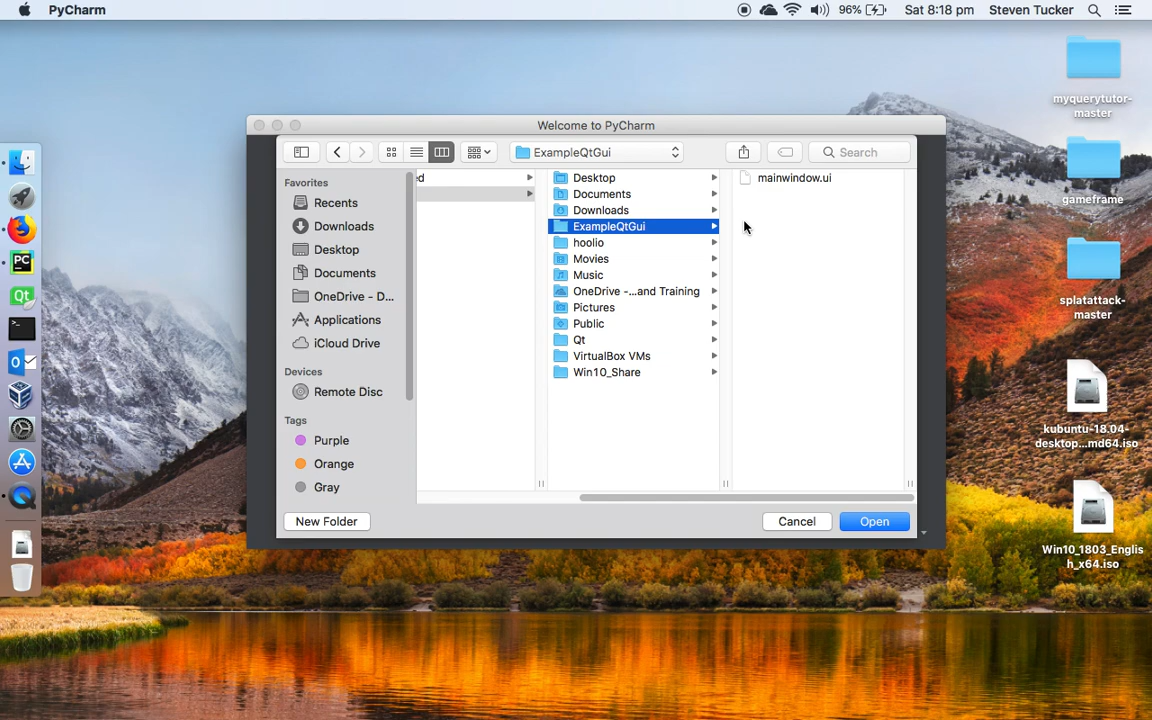 PyCharm
96%
Sat 8:18 pm
Steven Tucker
Welcome to PyCharm
ExampleQtGui
Search
Favorites
Recents
Downloads
Desktop
Documents
OneDrive - D...
Applications
iCloud Drive
Devices
Remote Disc
Tags
Purple
Orange
Gray
ed
Desktop
Documents
Downloads
ExampleQtGui
hoolio
Movies
Music
OneDrive -...and Training
Pictures
Public
Qt
VirtualBox VMs
Win10_Share
mainwindow.ui
New Folder
Cancel
Open
myquerytutor-
master
gameframe
splatattack-
master
kubuntu-18.04-
desktop...md64.iso
Win10_1803_Englis
h_x64.iso
PC
Qt